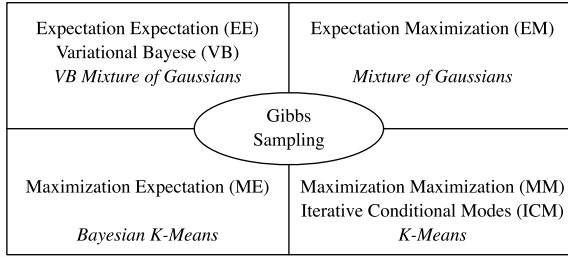 Expectation Expectation (EE)
Variational Bayese (VB)
VB Mixture of Gaussians
Expectation Maximization (EM)
Mixture of Gaussians
Gibbs
Sampling
Maximization Expectation (ME)
Bayesian K-Means
Maximization Maximization (MM)
Iterative Conditional Modes (ICM)
K-Means